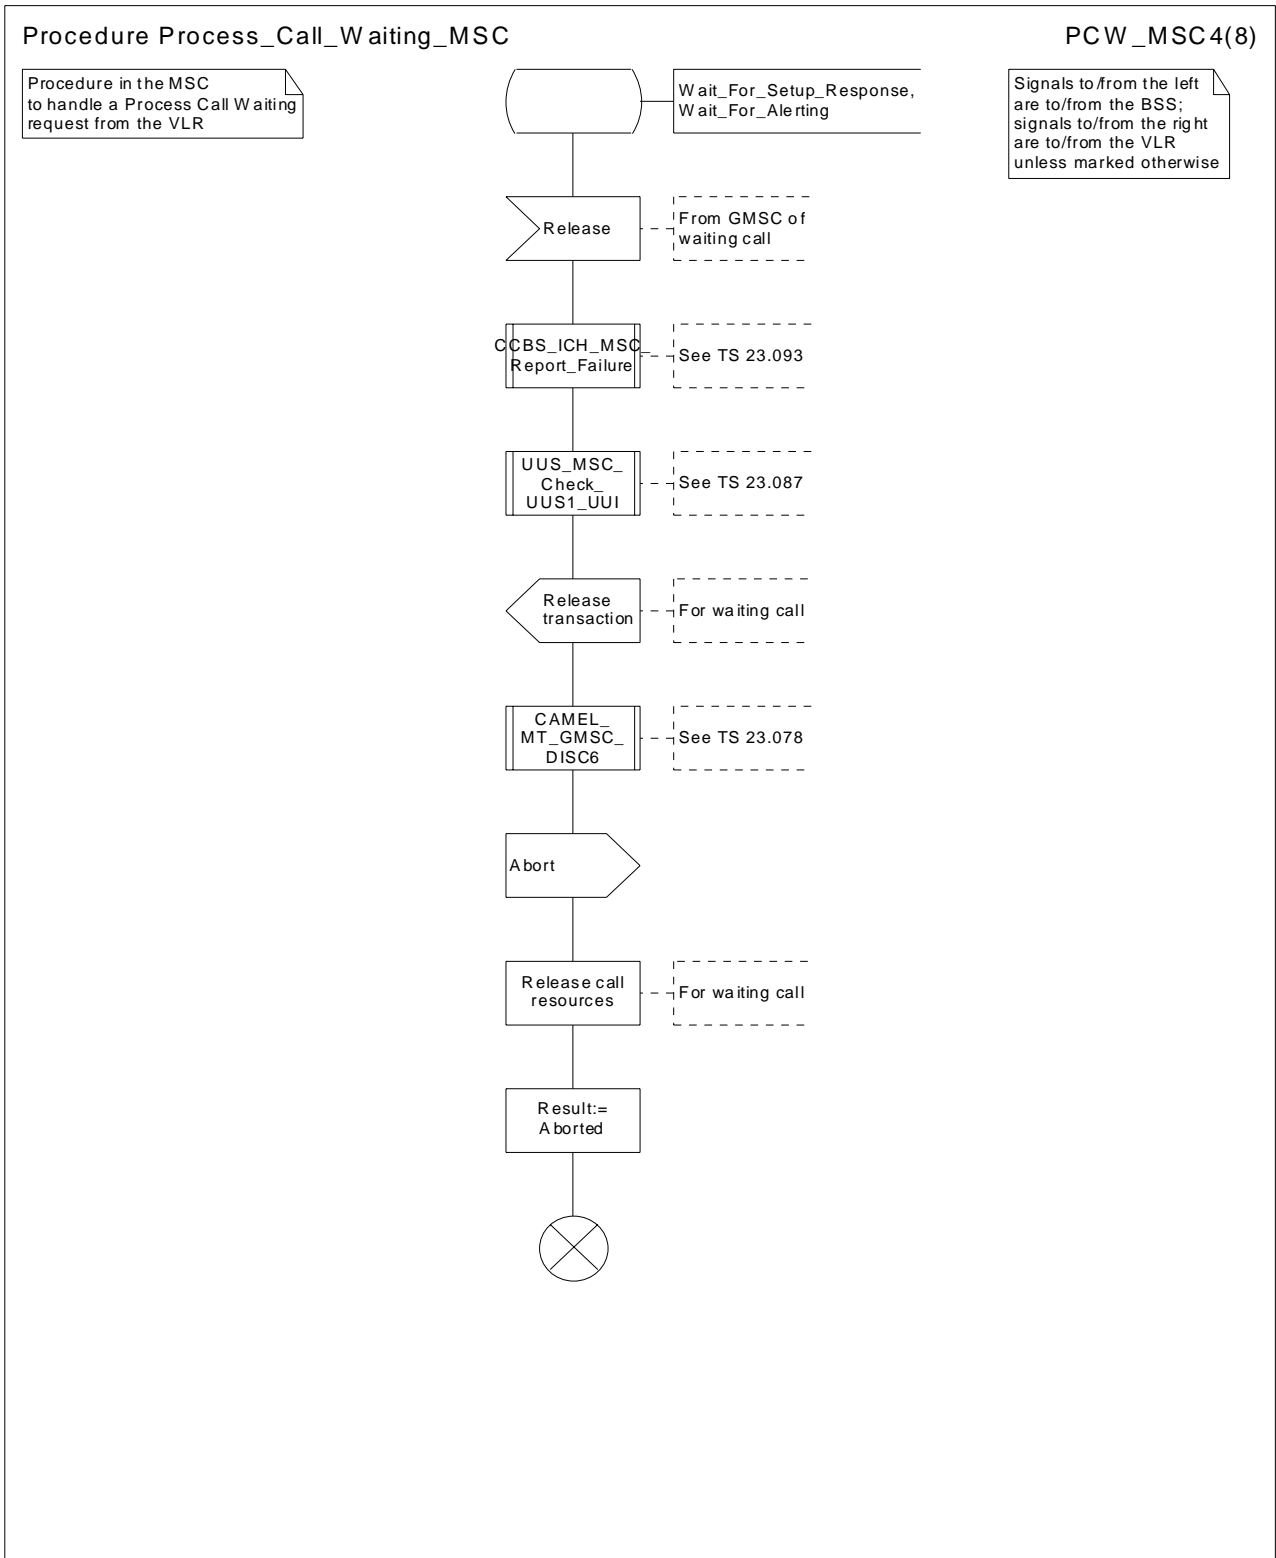 Procedure Process_Call_Waiting_MSC
PCW_MSC4(8)
Procedure in the MSC
to handle a Process Call Waiting
request from the VLR
Wait_For_Setup_Response,
Wait_For_Alerting
Signals to/from the left
are to/from the BSS;
signals to/from the right
are to/from the VLR
unless marked otherwise
Release
From GMSC of
waiting call
CCBS_ICH_MSC_
Report_Failure
See TS 23.093
UUS_MSC_
Check_
UUS1_UUI
See TS 23.087
Release
transaction
For waiting call
CAMEL_
MT_GMSC_
DISC6
See TS 23.078
Abort
Release call
resources
For waiting call
Result:=
Aborted